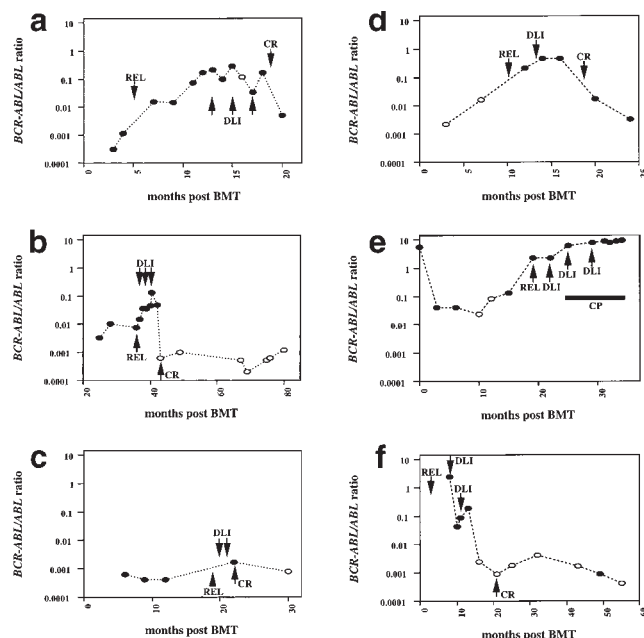 a
BCR-ABL/ABL ratio
10
1
0.1
0.01
0.001
0.0001
REL
DLI
CR
0
5
10
15
20
months post BMT
d
BCR-ABL/ABL ratio
10
1
0.1
0.01
0.001
0.0001
REL
DLI
CR
0
5
10
15
20
25
months post BMT
b
BCR-ABL/ABL ratio
10
1
0.1
0.01
0.001
0.0001
DLI
REL
CR
20
40
60
80
months post BMT
e
BCR-ABL/ABL ratio
10
1
0.1
0.01
0.001
0.0001
REL
DLI
DLI
DLI
CP
0
10
20
30
months post BMT
c
BCR-ABL/ABL ratio
10
1
0.1
0.01
0.001
0.0001
DLI
REL
CR
0
10
20
30
months post BMT
f
BCR-ABL/ABL ratio
10
1
0.1
0.01
0.001
0.0001
REL
DLI
DLI
CR
0
10
20
30
40
50
60
months post BMT